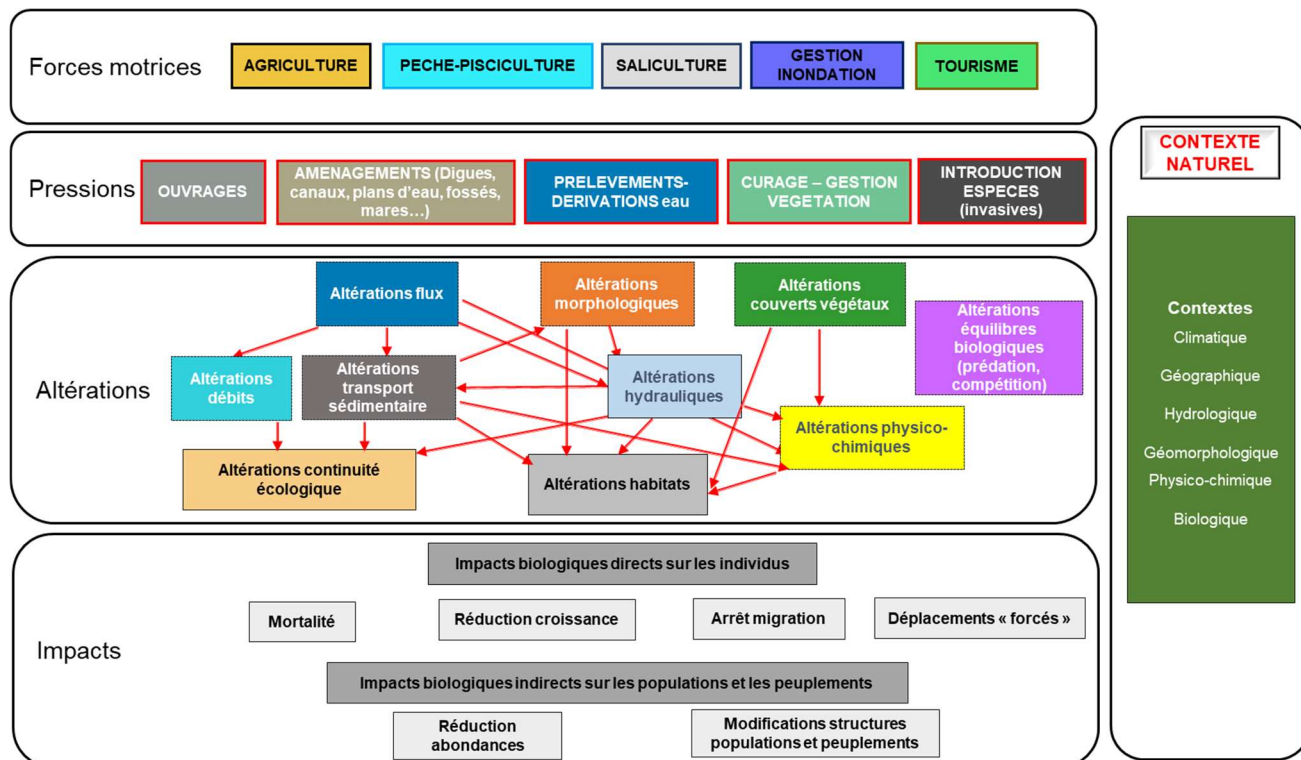 Forces motrices
AGRICULTURE
PECHE-PISCICULTURE
SALICULTURE
GESTION
INONDATION
TOURISME
Pressions
OUVRAGES
AMENAGEMENTS (Digues,
canaux, plans d'eau, fossés,
mares…)
PRELEVEMENTS-
DERIVATIONS eau
CURAGE – GESTION
VEGETATION
INTRODUCTION
ESPECES
(invasives)
Altérations
Altérations flux
Altérations
morphologiques
Altérations
couverts végétaux
Altérations
équilibres
biologiques
(prédation,
compétition)
Altérations
débits
Altérations
transport
sédimentaire
Altérations
hydrauliques
Altérations physico-
chimiques
Altérations continuité
écologique
Altérations habitats
Impacts
Impacts biologiques directs sur les individus
Mortalité
Réduction croissance
Arrêt migration
Déplacements « forcés »
Impacts biologiques indirects sur les populations et les peuplements
Réduction
abondances
Modifications structures
populations et peuplements
CONTEXTE
NATUREL
Contextes
Climatique
Géographique
Hydrologique
Géomorphologique
Physico-chimique
Biologique